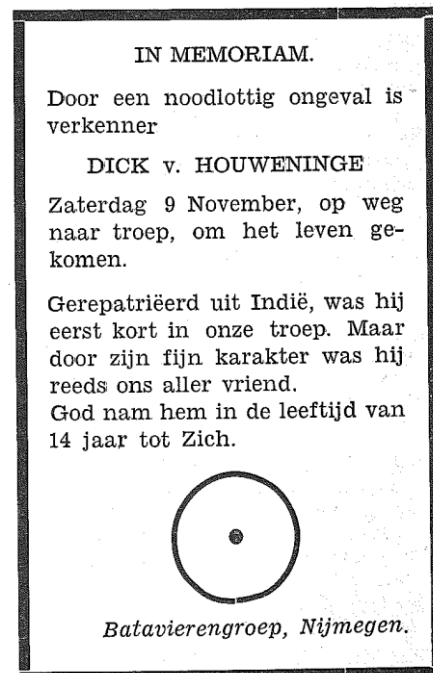 IN MEMORIAM.
Door een noodlottig ongeval is
verkenner
DICK v. HOUWENINGE
Zaterdag 9 November, op weg
naar troep, om het leven ge-
komen.
Gerepatriëerd uit Indië, was hij
eerst kort in onze troep. Maar
door zijn fijn karakter was hij
reeds ons aller vriend.
God nam hem in de leeftijd van
14 jaar tot Zich.
Batavierengroep, Nijmegen.